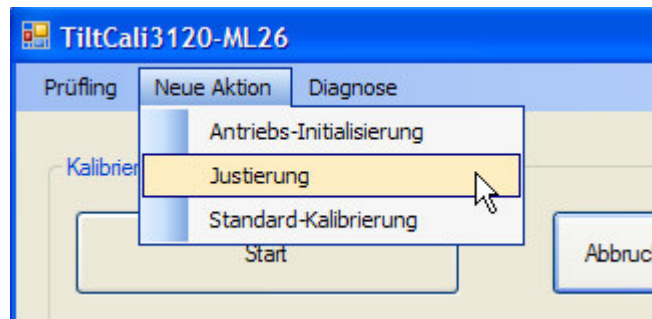 TiltCali3120-ML26
Prüfling Neue Aktion Diagnose
Antriebs-Initialisierung
Justierung
Standard-Kalibrierung
Start